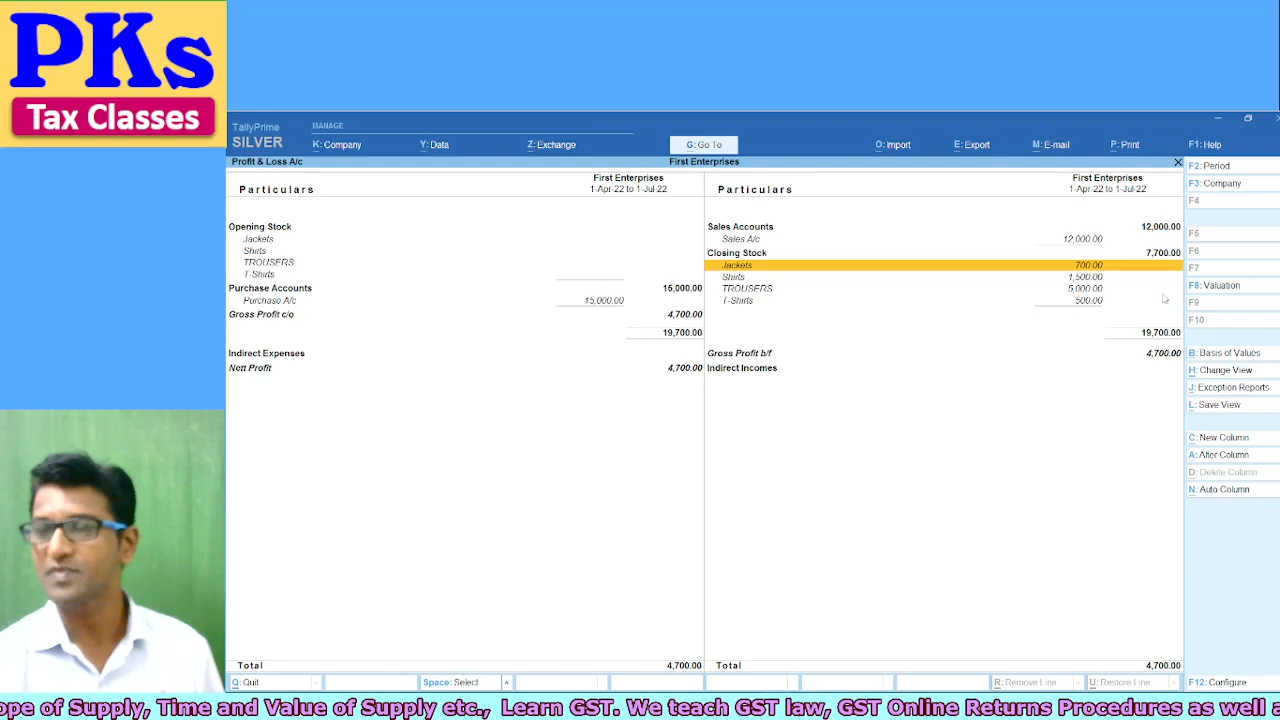 PKs
Tax Classes
TallyPrime
SILVER
MANAGE
K: Company
Y: Data
Z: Exchange
G: Go To
O: Import
E: Export
M: E-mail
P: Print
F1: Help
Profit & Loss A/c
First Enterprises
Particulars
First Enterprises
1-Apr-22 to 1-Jul-22
Opening Stock
Jackets
Shirts
TROUSERS
T-Shirts
Purchase Accounts 15,000.00
Purchase A/c 15,000.00
Gross Profit c/o 4,700.00
19,700.00
Indirect Expenses
Nett Profit 4,700.00
Total 4,700.00
Particulars
First Enterprises
1-Apr-22 to 1-Jul-22
Sales Accounts 12,000.00
Sales A/c 12,000.00
Closing Stock 7,700.00
Jackets 700.00
Shirts 1,500.00
TROUSERS 5,000.00
T-Shirts 500.00
19,700.00
Gross Profit b/f 4,700.00
Indirect Incomes
Total 4,700.00
F2: Period
F3: Company
F4
F5
F6
F7
F8: Valuation
F9
F10
B: Basis of Values
H: Change View
J: Exception Reports
L: Save View
C: New Column
A: Alter Column
D: Delete Column
N: Auto Column
Q: Quit
Space: Select
R: Remove Line
U: Restore Line
F12: Configure
ope of Supply, Time and Value of Supply etc., Learn GST. We teach GST law, GST Online Returns Procedures as well a